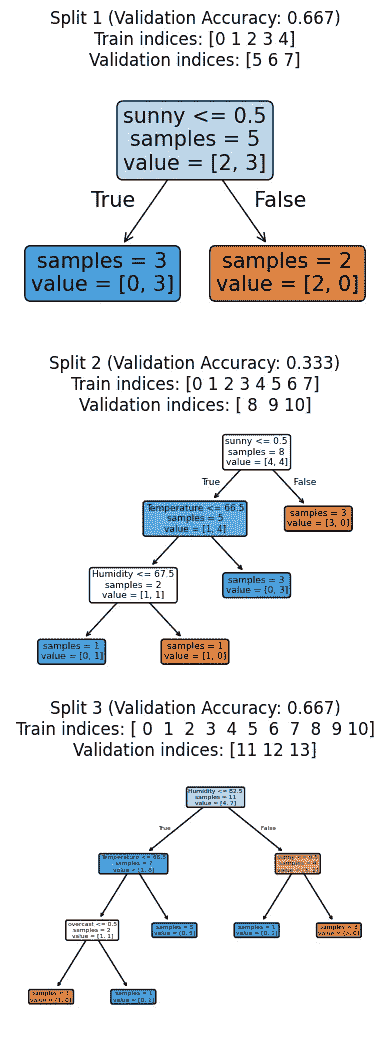 Split 1 (Validation Accuracy: 0.667)
Train indices: [0 1 2 3 4]
Validation indices: [5 6 7]
sunny <= 0.5
samples = 5
value = [2, 3]
True
False
samples = 3
value = [0, 3]
samples = 2
value = [2, 0]
Split 2 (Validation Accuracy: 0.333)
Train indices: [0 1 2 3 4 5 6 7]
Validation indices: [ 8 9 10]
sunny <= 0.5
samples = 8
value = [4, 4]
True
False
Temperature <= 66.5
samples = 5
value = [1, 4]
samples = 3
value = [3, 0]
Humidity <= 67.5
samples = 2
value = [1, 1]
samples = 3
value = [0, 3]
samples = 1
value = [0, 1]
samples = 1
value = [1, 0]
Split 3 (Validation Accuracy: 0.667)
Train indices: [ 0 1 2 3 4 5 6 7 8 9 10]
Validation indices: [11 12 13]
Humidity <= 82.5
samples = 11
value = [4, 7]
True
False
Temperature <= 66.5
samples = 7
value = [1, 6]
sunny <= 0.5
samples =
value =
overcast <= 0.5
samples = 2
value = [1, 1]
samples = 5
value = [0, 5]
samples =
value =
samples = 3
value = [3, 0]
samples = 1
value = [1, 0]
samples = 1
value = [0, 1]